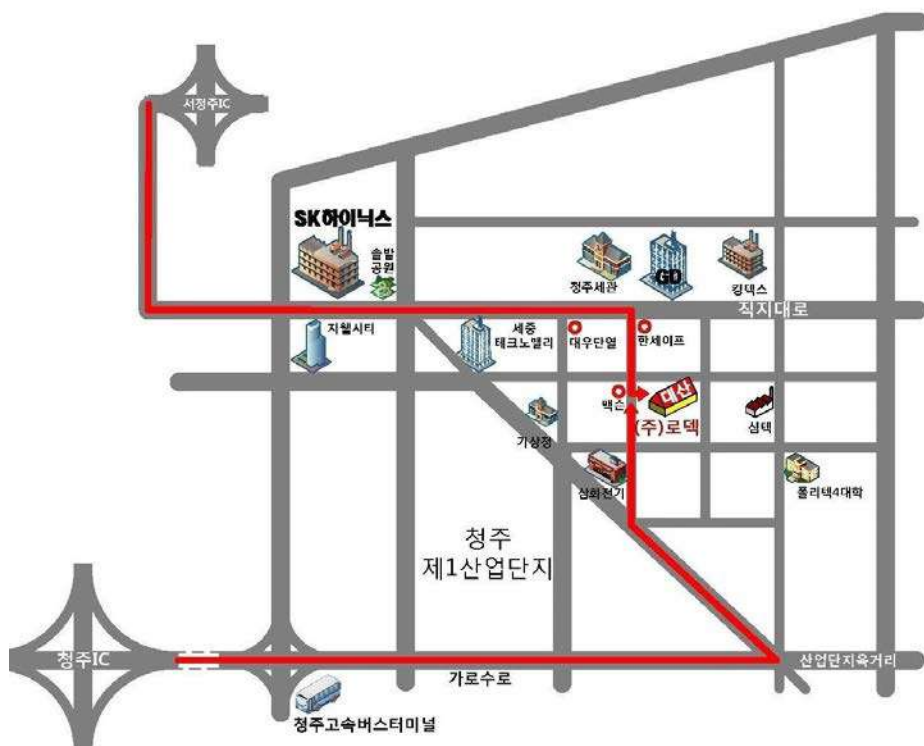 서청주IC
SK하이닉스
솔밭
공원
청주세관
GD
킹덱스
직지대로
지웰시티
세중
테크노밸리
대우단열
한세이프
맥슨
대산
(주)로덱
심텍
기상청
삼화전기
폴리텍4대학
청주
제1산업단지
청주IC
산업단지육거리
가로수로
청주고속버스터미널